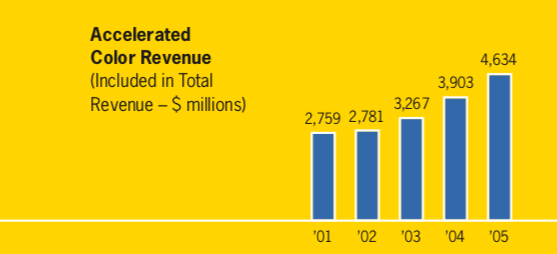 Accelerated
Color Revenue
(Included in Total
Revenue – $ millions)
2,759 2,781 3,267 3,903 4,634
’01 ’02 ’03 ’04 ’05